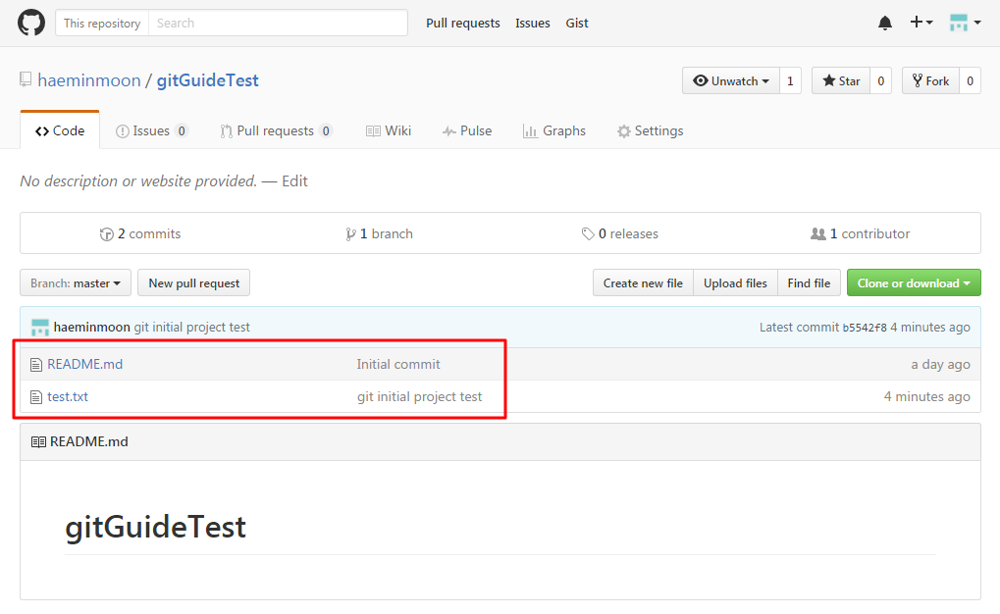 This repository Search Pull requests Issues Gist
haeminmoon / gitGuideTest Unwatch 1 Star 0 Fork 0
Code Issues 0 Pull requests 0 Wiki Pulse Graphs Settings
No description or website provided. — Edit
2 commits 1 branch 0 releases 1 contributor
Branch: master New pull request Create new file Upload files Find file Clone or download
haeminmoon git initial project test Latest commit b5542f8 4 minutes ago
README.md Initial commit a day ago
test.txt git initial project test 4 minutes ago
README.md
gitGuideTest